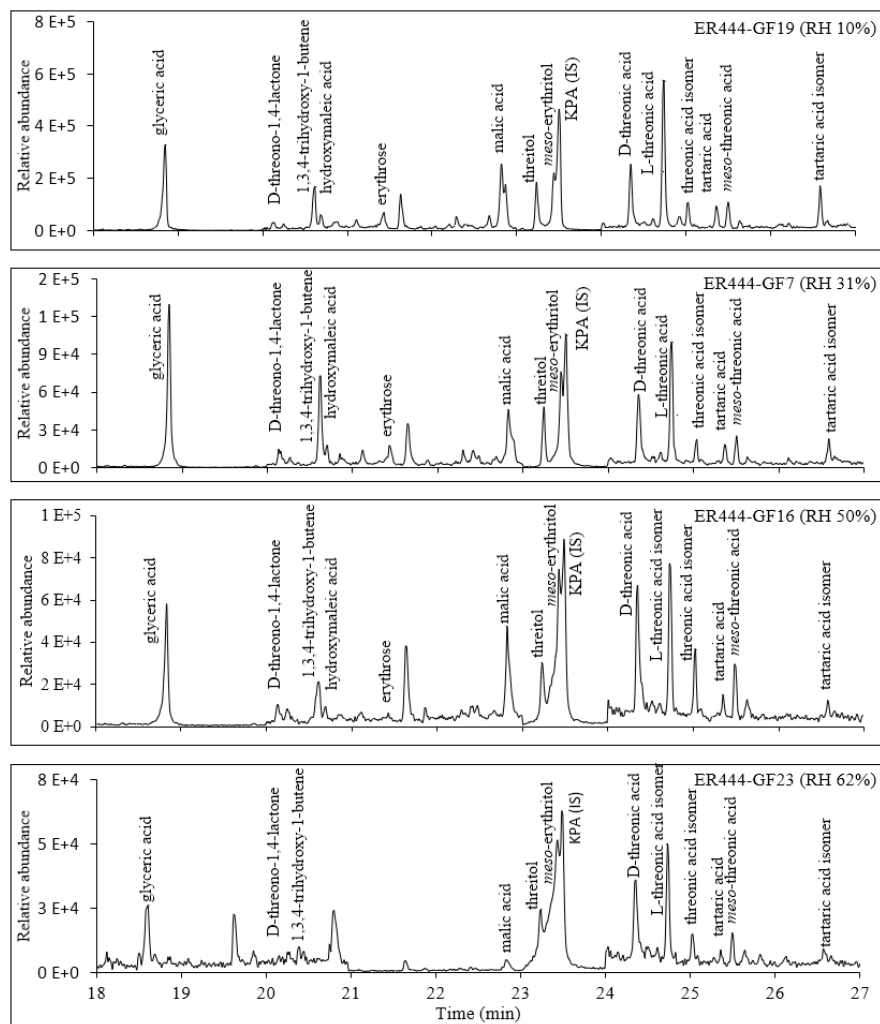 ER444-GF19 (RH 10%)
Relative abundance
8 E+5
6 E+5
4 E+5
2 E+5
0 E+0
glyceric acid
D-threono-1,4-lactone
1,3,4-trihydroxy-1-butene
hydroxymaleic acid
erythrose
malic acid
threitol
meso-erythritol
KPA (IS)
D-threonic acid
L-threonic acid
threonic acid isomer
tartaric acid
meso-threonic acid
tartaric acid isomer
ER444-GF7 (RH 31%)
Relative abundance
2 E+5
1 E+5
9 E+4
6 E+4
3 E+4
0 E+0
glyceric acid
D-threono-1,4-lactone
1,3,4-trihydroxy-1-butene
hydroxymaleic acid
erythrose
malic acid
threitol
meso-erythritol
KPA (IS)
D-threonic acid
L-threonic acid
threonic acid isomer
tartaric acid
meso-threonic acid
tartaric acid isomer
ER444-GF16 (RH 50%)
Relative abundance
1 E+5
8 E+4
6 E+4
4 E+4
2 E+4
0 E+0
glyceric acid
D-threono-1,4-lactone
1,3,4-trihydroxy-1-butene
hydroxymaleic acid
erythrose
malic acid
threitol
meso-erythritol
KPA (IS)
D-threonic acid
L-threonic acid isomer
threonic acid isomer
tartaric acid
meso-threonic acid
tartaric acid isomer
ER444-GF23 (RH 62%)
Relative abundance
8 E+4
5 E+4
3 E+4
0 E+0
glyceric acid
D-threono-1,4-lactone
1,3,4-trihydroxy-1-butene
malic acid
threitol
meso-erythritol
KPA (IS)
D-threonic acid
L-threonic acid isomer
threonic acid isomer
tartaric acid
meso-threonic acid
tartaric acid isomer
18 19 20 21 22 23 24 25 26 27
Time (min)